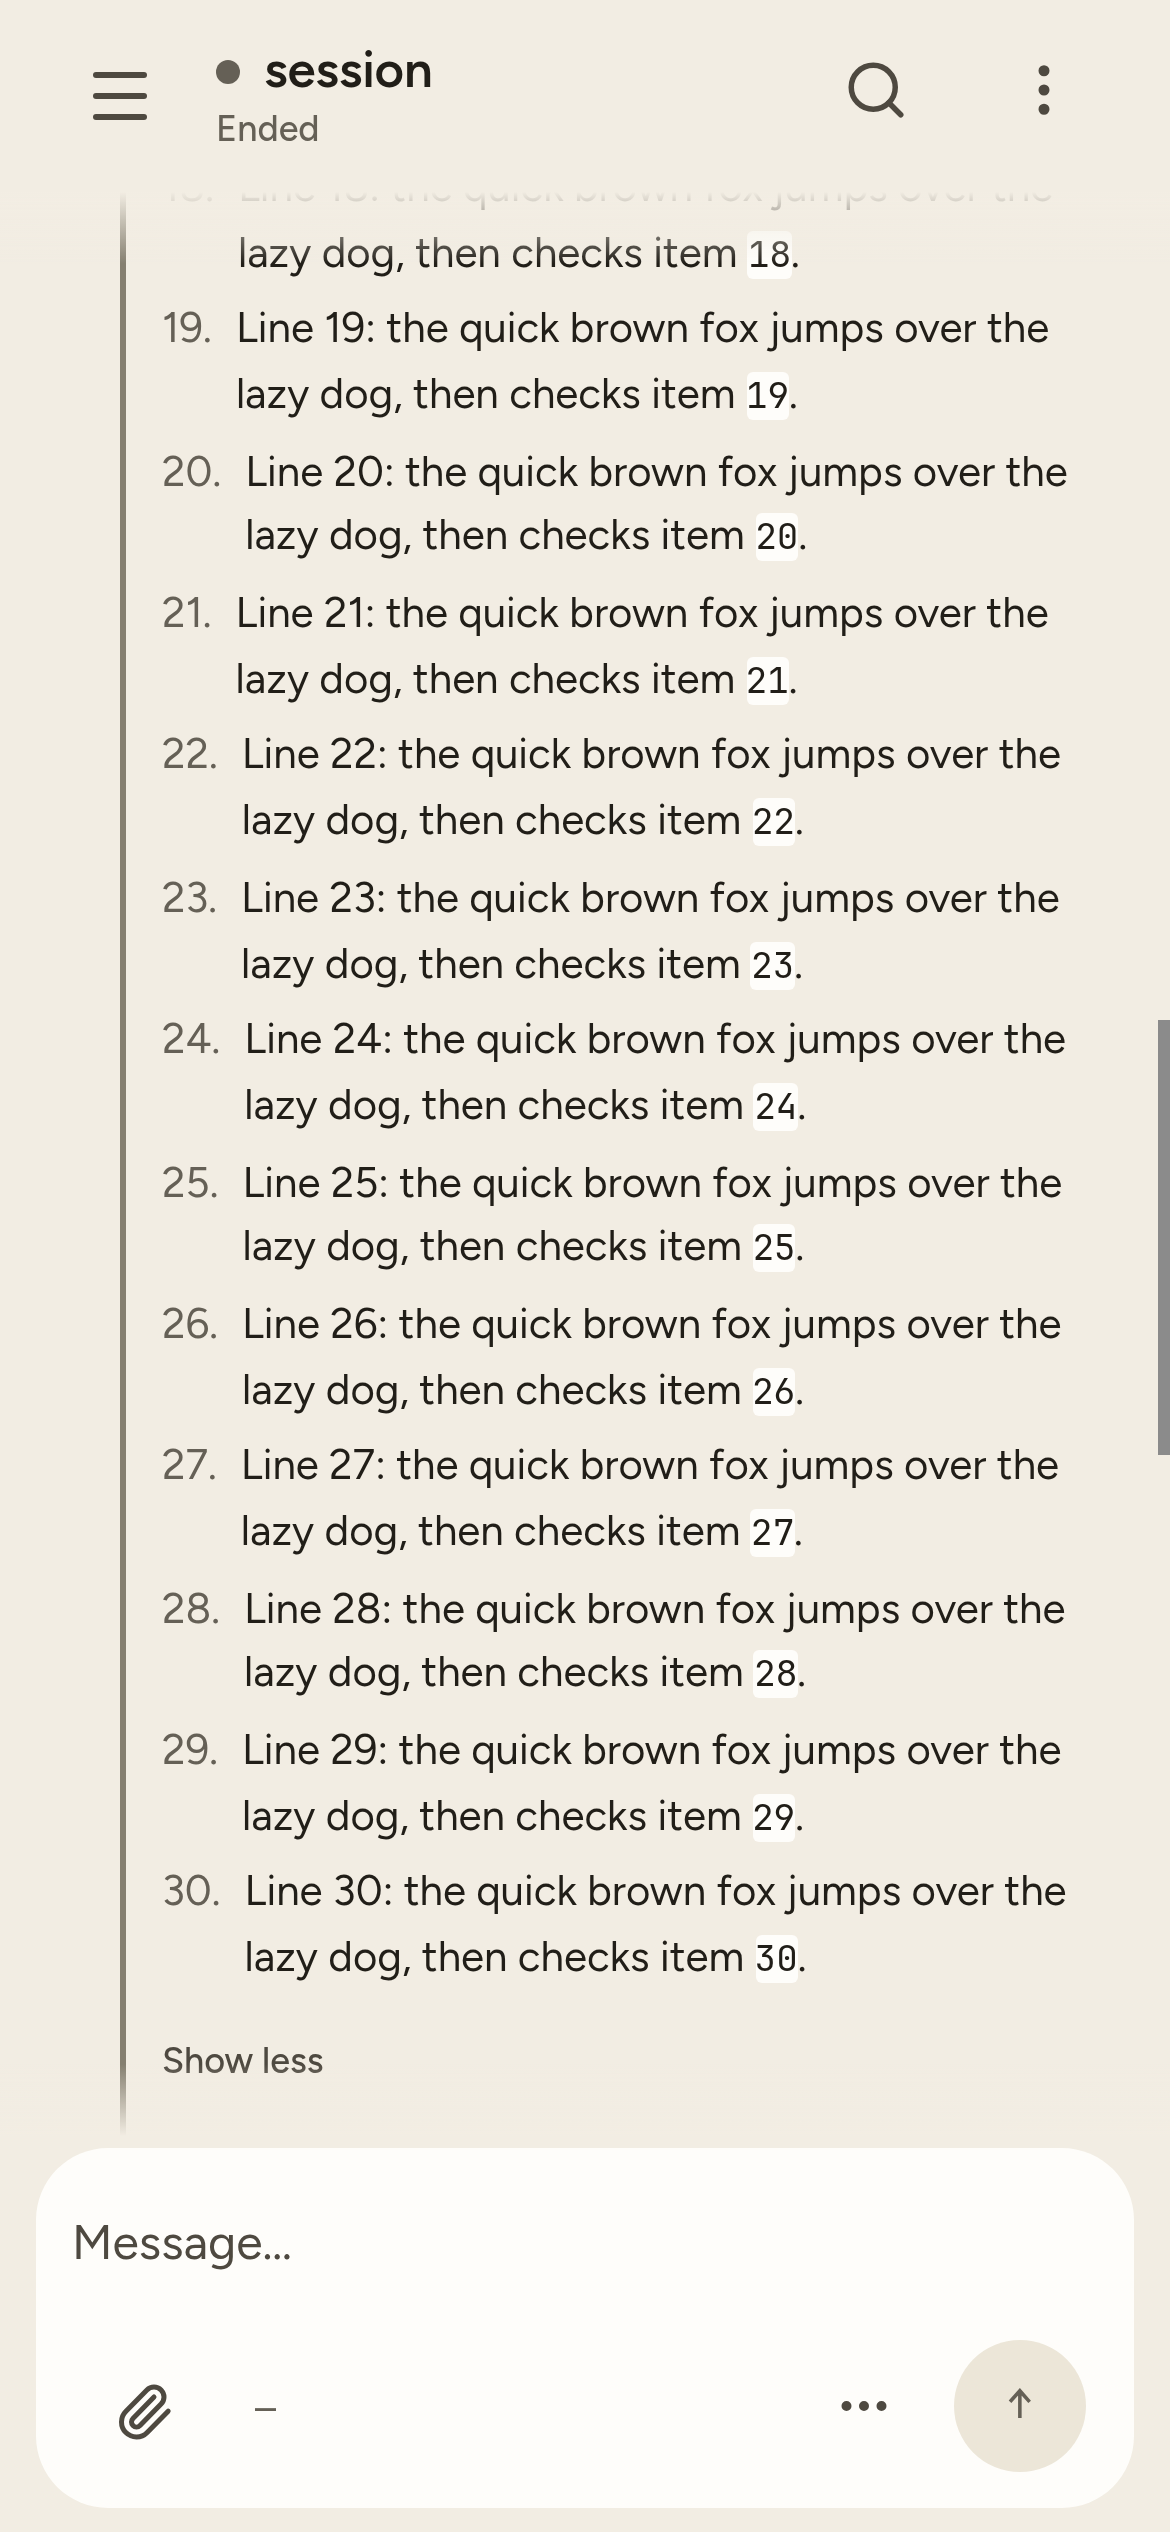 session
Ended
18. Line 18: the quick brown fox jumps over the
lazy dog, then checks item 18.
19. Line 19: the quick brown fox jumps over the
lazy dog, then checks item 19.
20. Line 20: the quick brown fox jumps over the
lazy dog, then checks item 20.
21. Line 21: the quick brown fox jumps over the
lazy dog, then checks item 21.
22. Line 22: the quick brown fox jumps over the
lazy dog, then checks item 22.
23. Line 23: the quick brown fox jumps over the
lazy dog, then checks item 23.
24. Line 24: the quick brown fox jumps over the
lazy dog, then checks item 24.
25. Line 25: the quick brown fox jumps over the
lazy dog, then checks item 25.
26. Line 26: the quick brown fox jumps over the
lazy dog, then checks item 26.
27. Line 27: the quick brown fox jumps over the
lazy dog, then checks item 27.
28. Line 28: the quick brown fox jumps over the
lazy dog, then checks item 28.
29. Line 29: the quick brown fox jumps over the
lazy dog, then checks item 29.
30. Line 30: the quick brown fox jumps over the
lazy dog, then checks item 30.
Show less
Message...
–